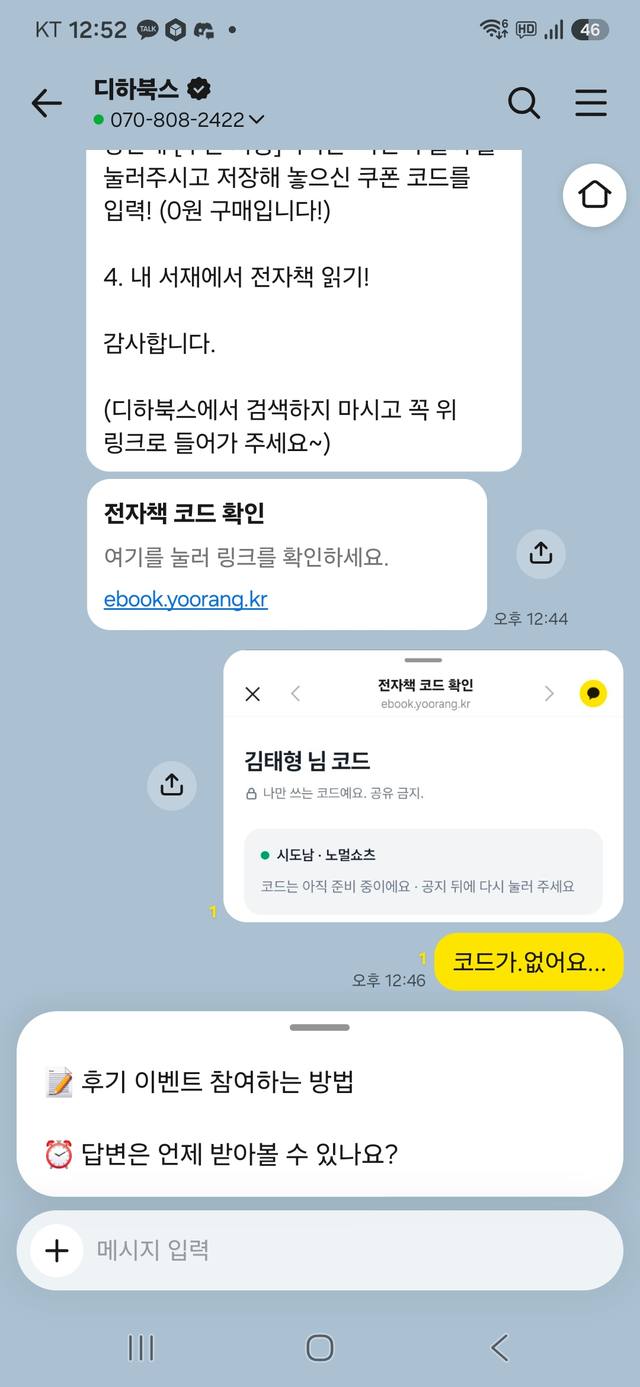 KT 12:52 TALK
6 HD 46
디하북스
070-808-2422
눌러주시고 저장해 놓으신 쿠폰 코드를
입력! (0원 구매입니다!)
4. 내 서재에서 전자책 읽기!
감사합니다.
(디하북스에서 검색하지 마시고 꼭 위
링크로 들어가 주세요~)
전자책 코드 확인
여기를 눌러 링크를 확인하세요.
ebook.yoorang.kr
오후 12:44
전자책 코드 확인
ebook.yoorang.kr
김태형 님 코드
나만 쓰는 코드예요. 공유 금지.
시도남 · 노멀쇼츠
코드는 아직 준비 중이에요 · 공지 뒤에 다시 눌러 주세요
1
1
코드가.없어요...
오후 12:46
📝 후기 이벤트 참여하는 방법
⏰ 답변은 언제 받아볼 수 있나요?
메시지 입력